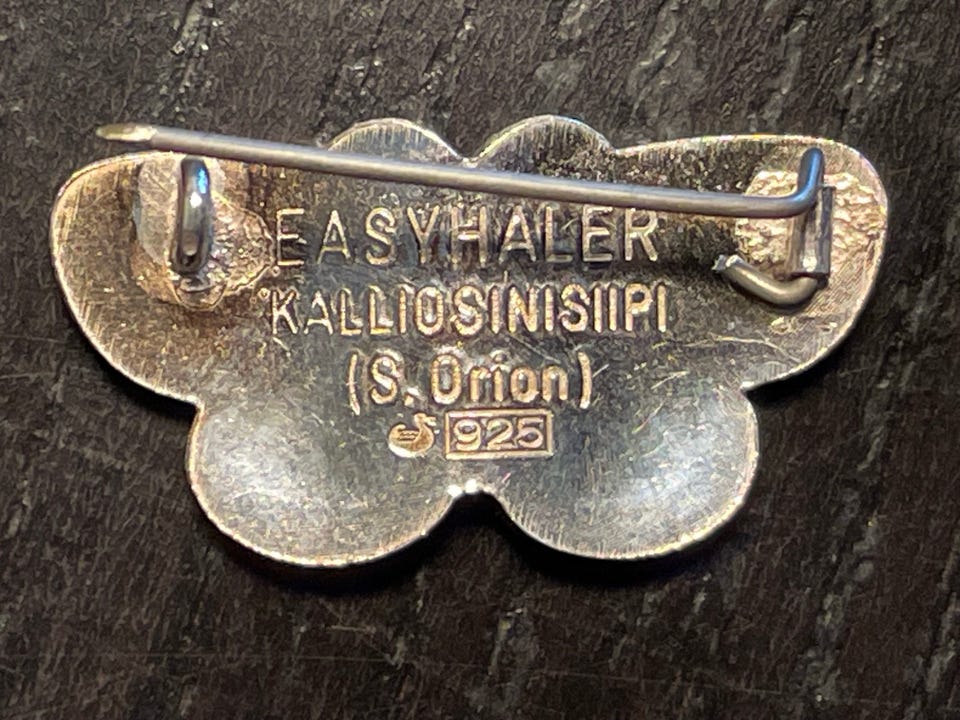 EASYHALER
KALLIOSINISIIPI
(S. Orion)
925